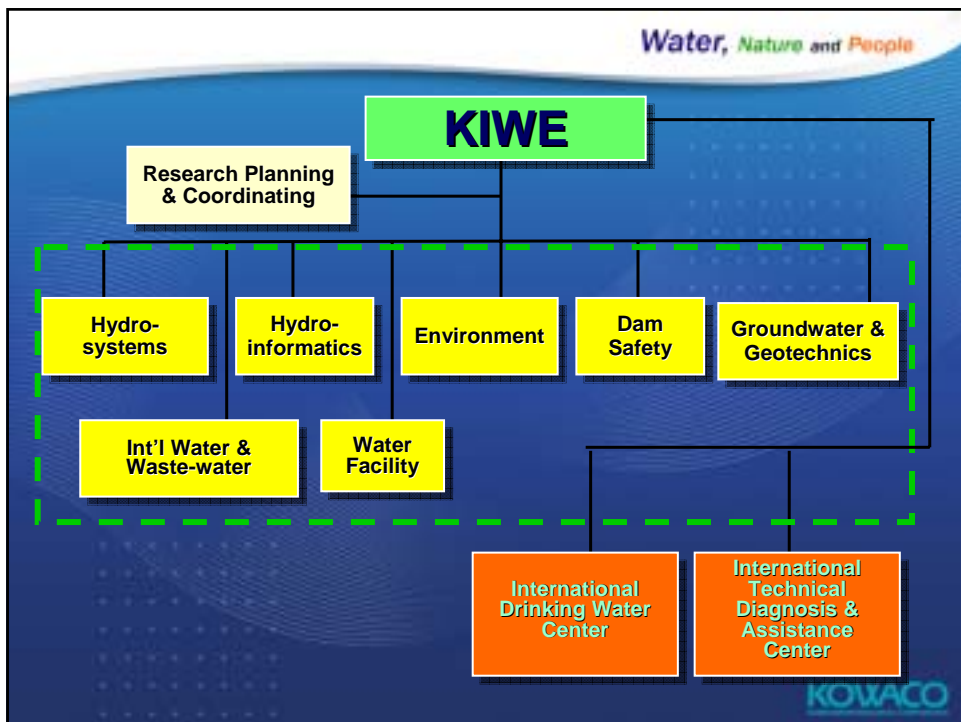 Water, Nature and People
KIWE
Research Planning
& Coordinating
Hydro-
systems
Hydro-
informatics
Environment
Dam
Safety
Groundwater &
Geotechnics
Int'l Water &
Waste-water
Water
Facility
International
Drinking Water
Center
International
Technical
Diagnosis &
Assistance
Center
KOWACO